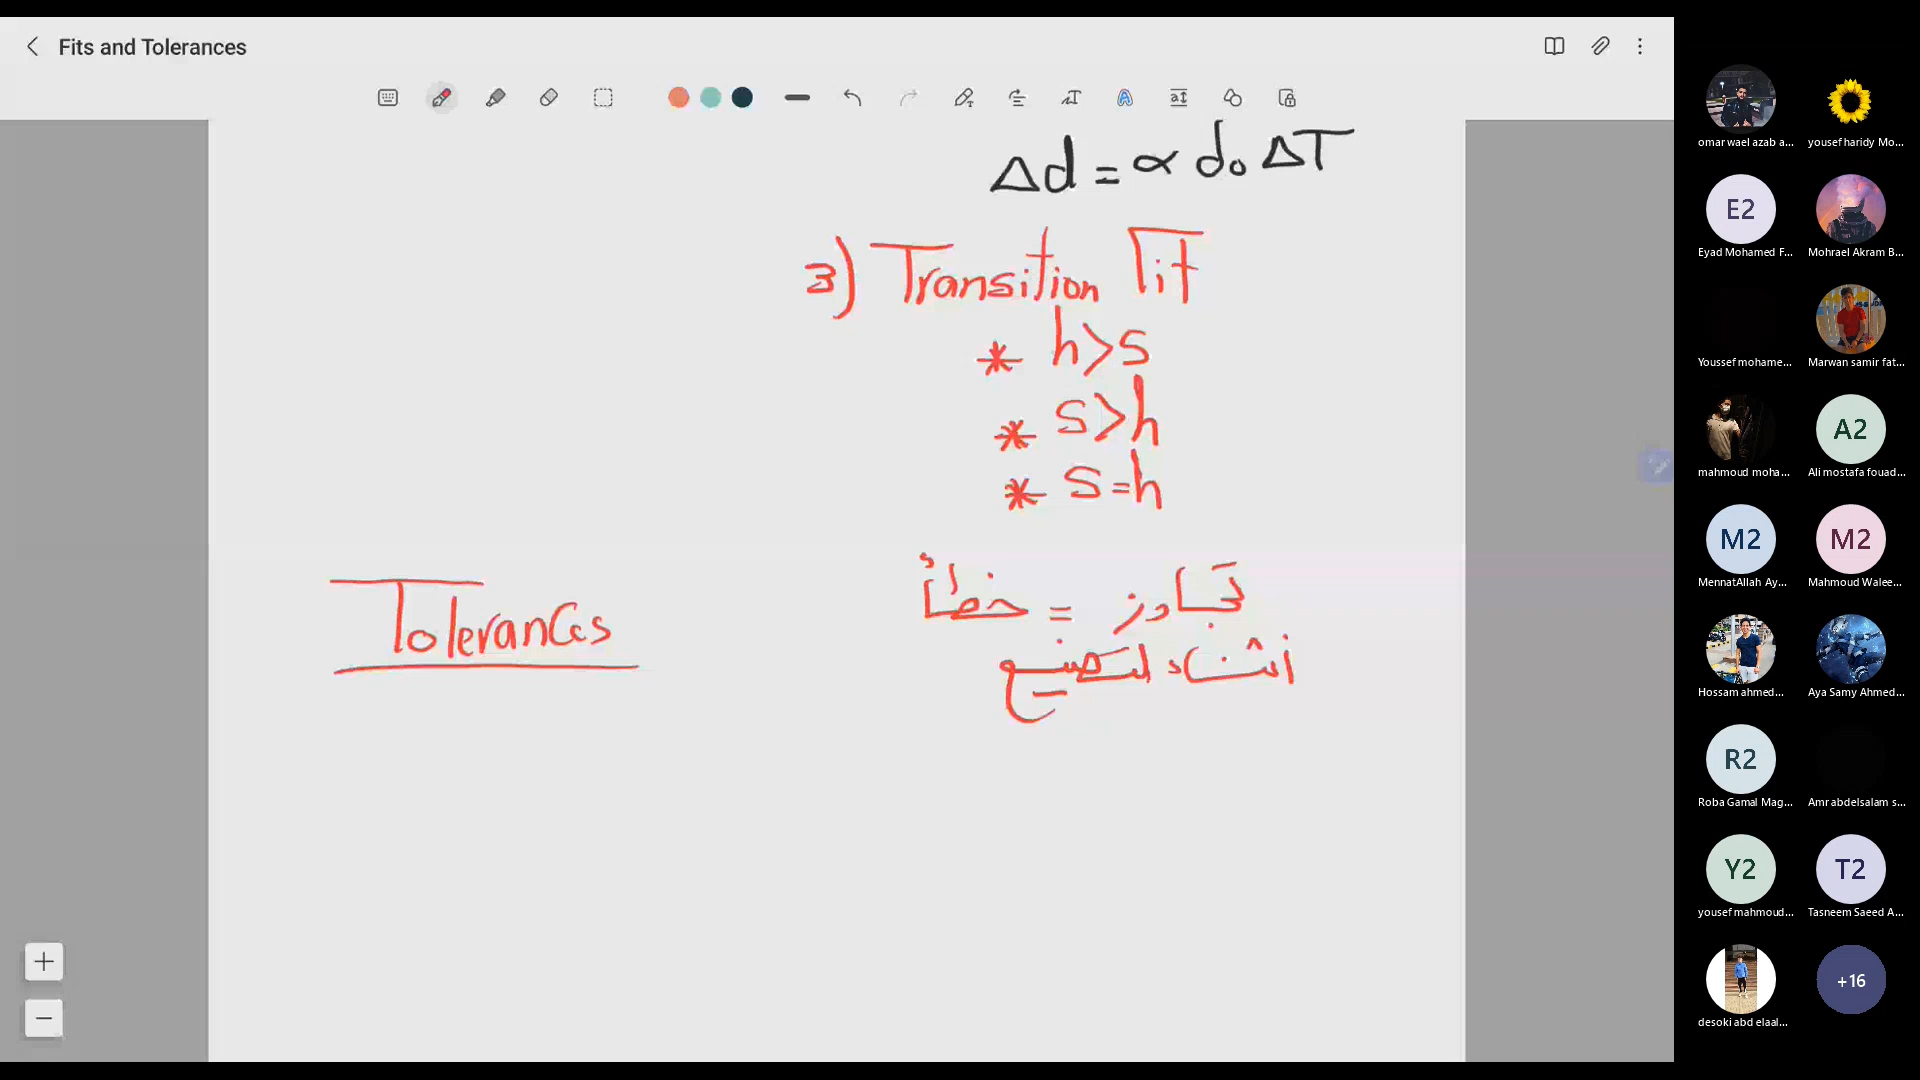 Fits and Tolerances
Δd = α d₀ ΔT
3) Transition Fit
* h>s
* s>h
* s=h
Tolerances
تجاوز = خطأ
أثناء التصنيع
omar wael azab a...
yousef haridy Mo...
E2
Eyad Mohamed F...
Mohrael Akram B...
Youssef mohame...
Marwan samir fat...
mahmoud moha...
A2
Ali mostafa fouad...
M2
MennatAllah Ay...
M2
Mahmoud Walee...
Hossam ahmed...
Aya Samy Ahmed...
R2
Roba Gamal Mag...
Amr abdelsalam s...
Y2
yousef mahmoud...
T2
Tasneem Saeed A...
desoki abd elaal...
+16